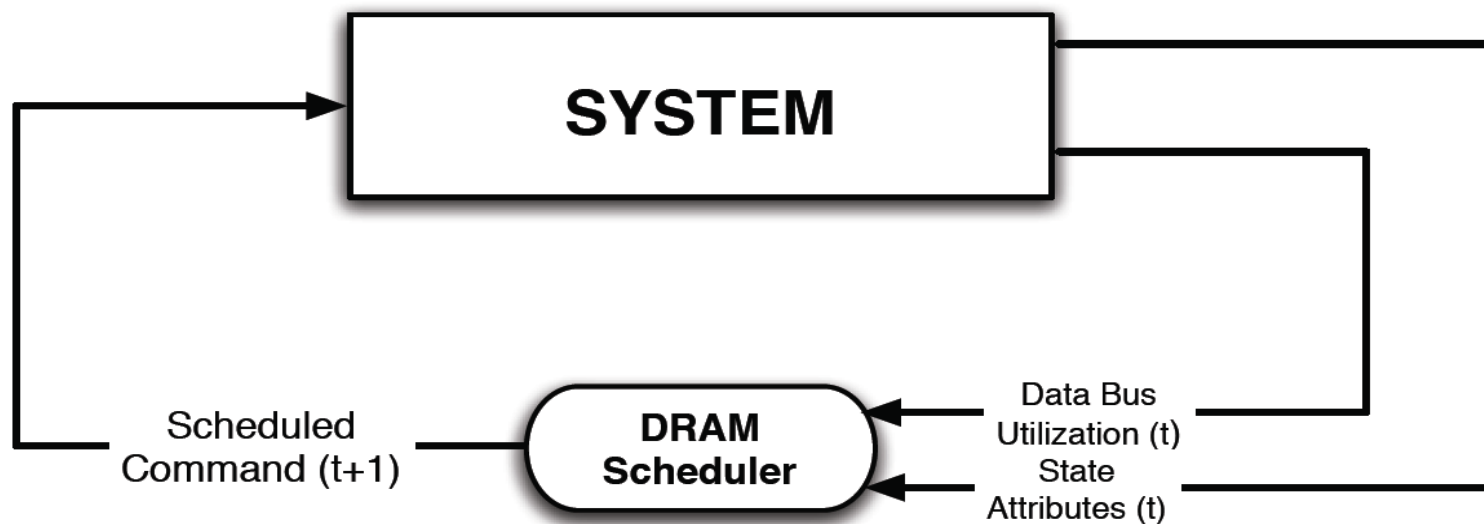 SYSTEM
Scheduled
Command (t+1)
DRAM
Scheduler
Data Bus
Utilization (t)
State
Attributes (t)